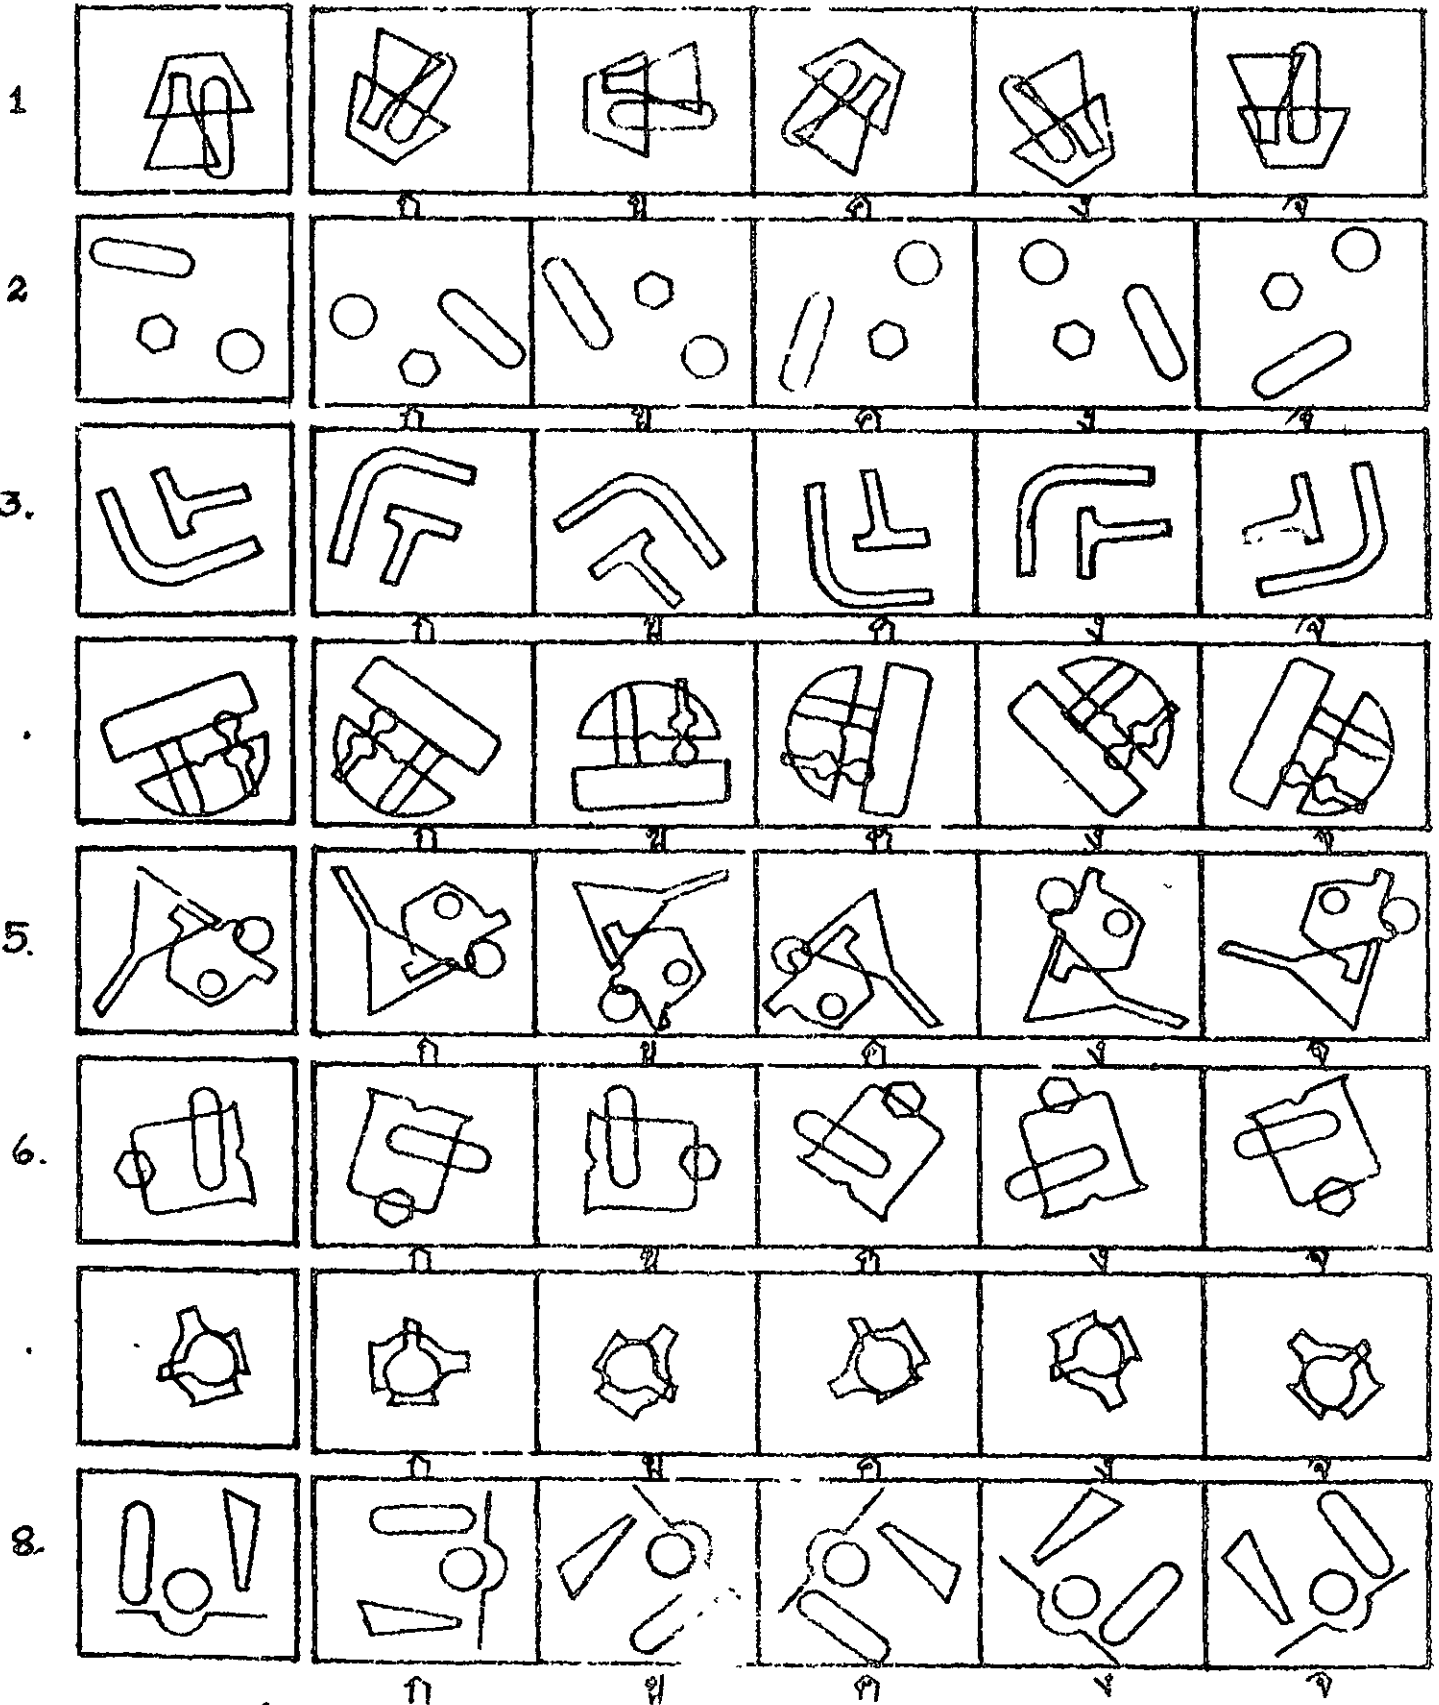 1
ก ข ค ง จ
2
ก ข ค ง จ
3.
ก ข ค ง จ
.
ก ข ค ง จ
5.
ก ข ค ง จ
6.
ก ข ค ง จ
.
ก ข ค ง จ
8.
ก ข ค ง จ